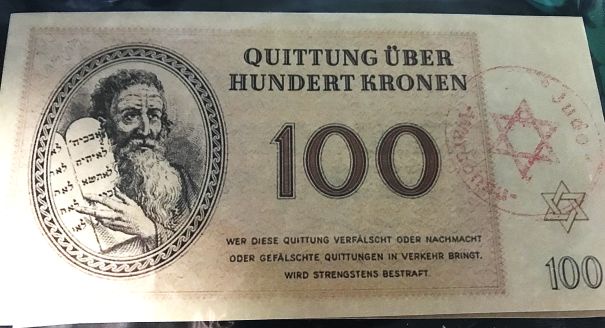 QUITTUNG ÜBER
HUNDERT KRONEN
100
WER DIESE QUITTUNG VERFÄLSCHT ODER NACHMACHT
ODER GEFÄLSCHTE QUITTUNGEN IN VERKEHR BRINGT,
WIRD STRENGSTENS BESTRAFT.
100
Jude